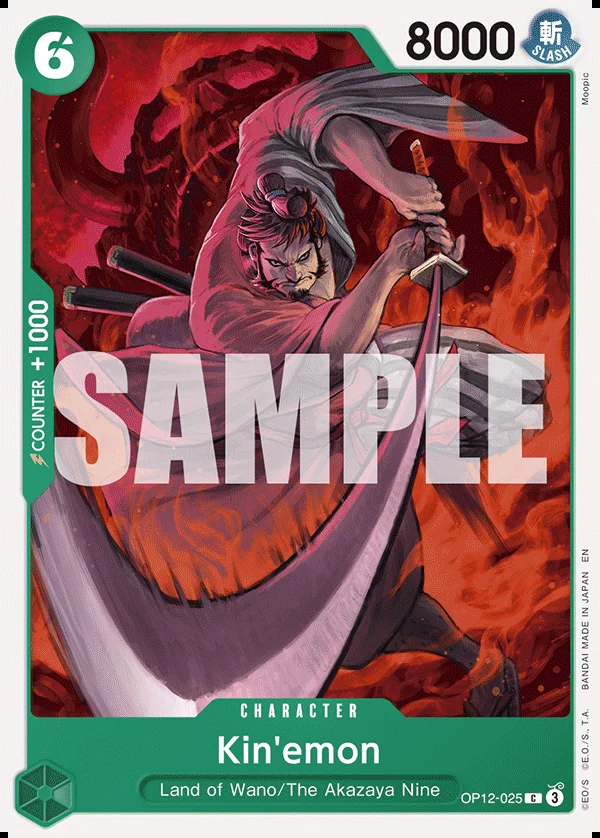 6
8000
斬
SLASH
Moopic
COUNTER +1000
SAMPLE
CHARACTER
Kin'emon
Land of Wano/The Akazaya Nine
OP12-025 C 3
©E.O/S ©E.O./S., T.A. BANDAI MADE IN JAPAN EN